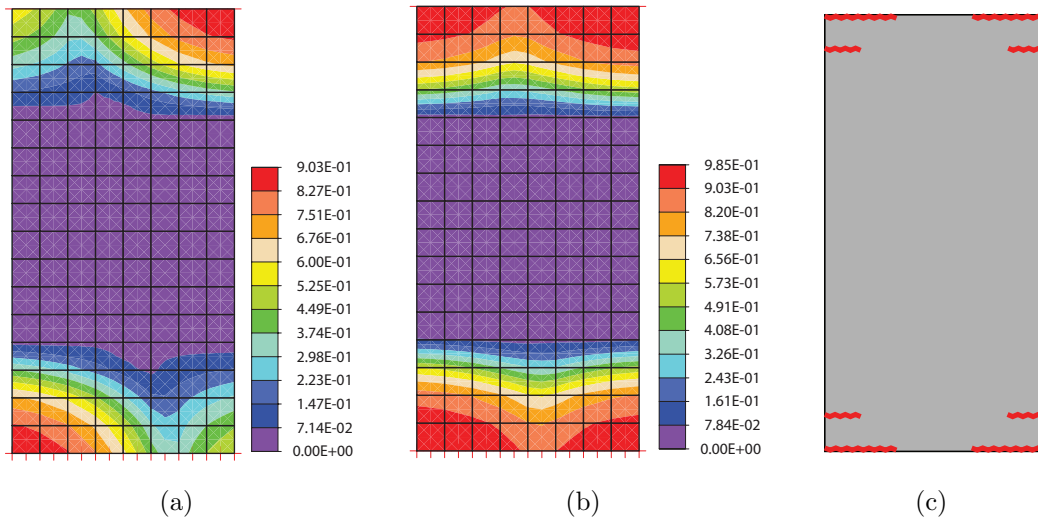 9.03E-01
8.27E-01
7.51E-01
6.76E-01
6.00E-01
5.25E-01
4.49E-01
3.74E-01
2.98E-01
2.23E-01
1.47E-01
7.14E-02
0.00E+00
9.85E-01
9.03E-01
8.20E-01
7.38E-01
6.56E-01
5.73E-01
4.91E-01
4.08E-01
3.26E-01
2.43E-01
1.61E-01
7.84E-02
0.00E+00
(a)
(b)
(c)